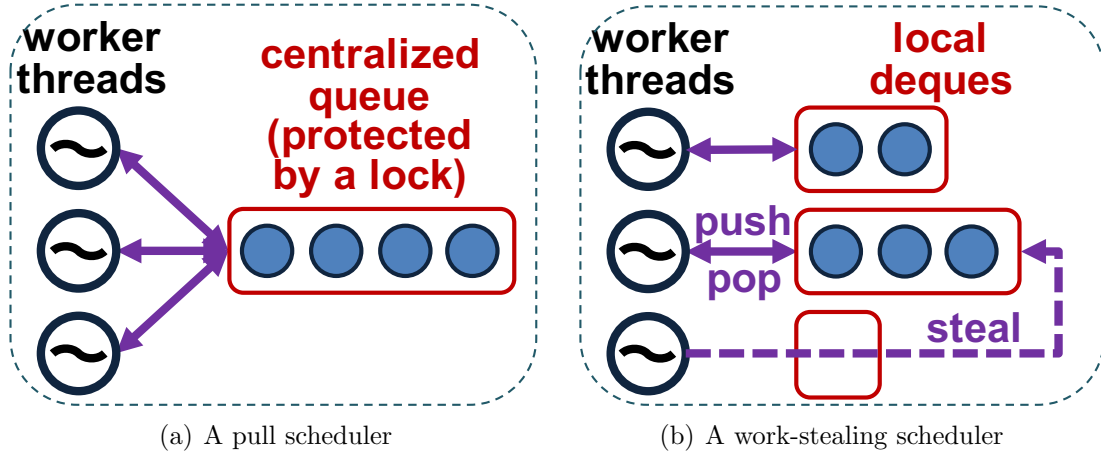 worker
threads
centralized
queue
(protected
by a lock)
(a) A pull scheduler
worker
threads
local
deques
push
pop
steal
(b) A work-stealing scheduler